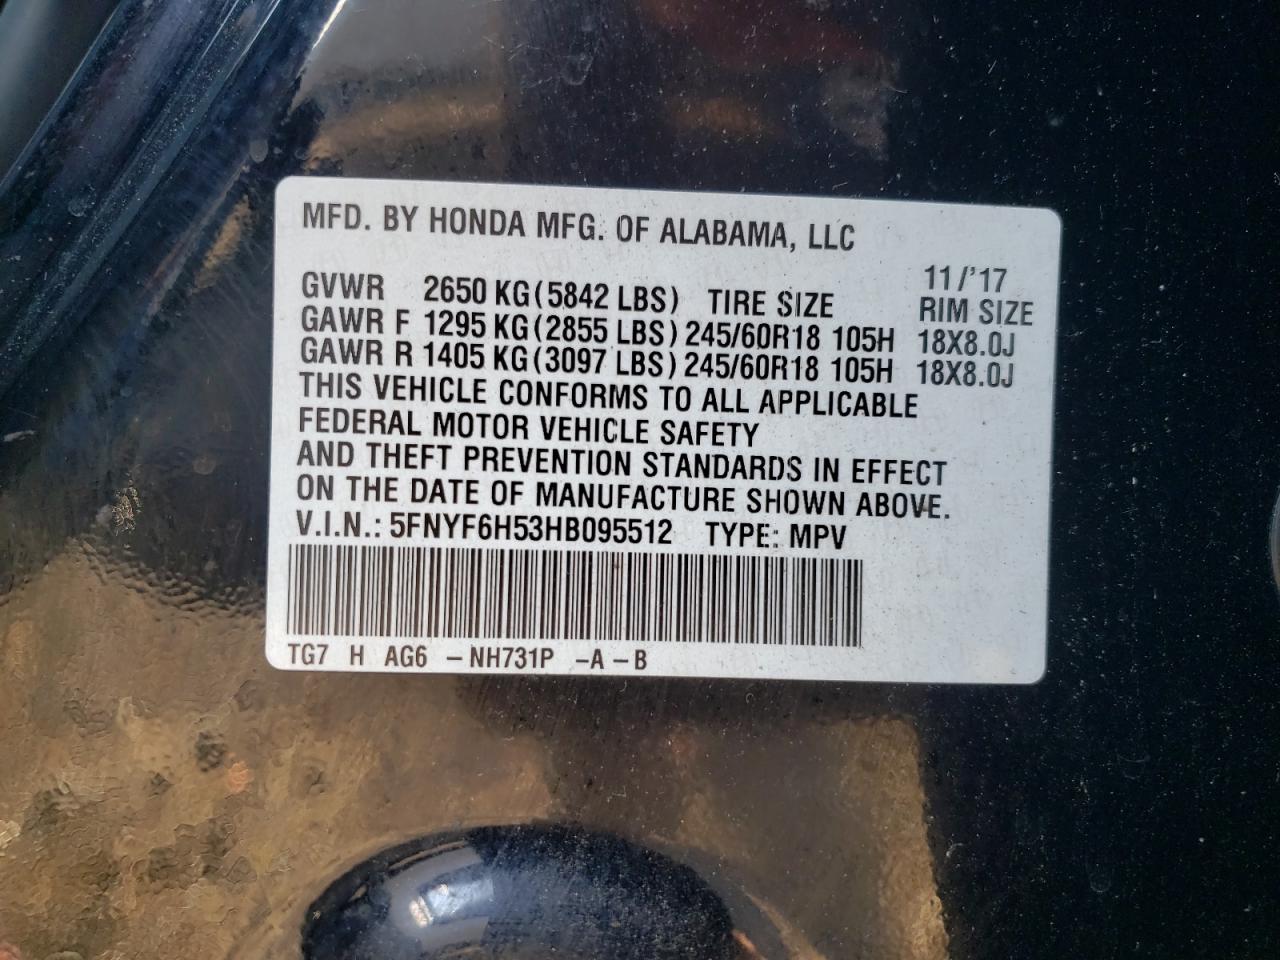 MFD. BY HONDA MFG. OF ALABAMA, LLC
11/'17
GVWR 2650 KG(5842 LBS) TIRE SIZE RIM SIZE
GAWR F 1295 KG(2855 LBS) 245/60R18 105H 18X8.0J
GAWR R 1405 KG(3097 LBS) 245/60R18 105H 18X8.0J
THIS VEHICLE CONFORMS TO ALL APPLICABLE
FEDERAL MOTOR VEHICLE SAFETY
AND THEFT PREVENTION STANDARDS IN EFFECT
ON THE DATE OF MANUFACTURE SHOWN ABOVE.
V.I.N.: 5FNYF6H53HB095512 TYPE: MPV
TG7 H AG6 – NH731P –A – B